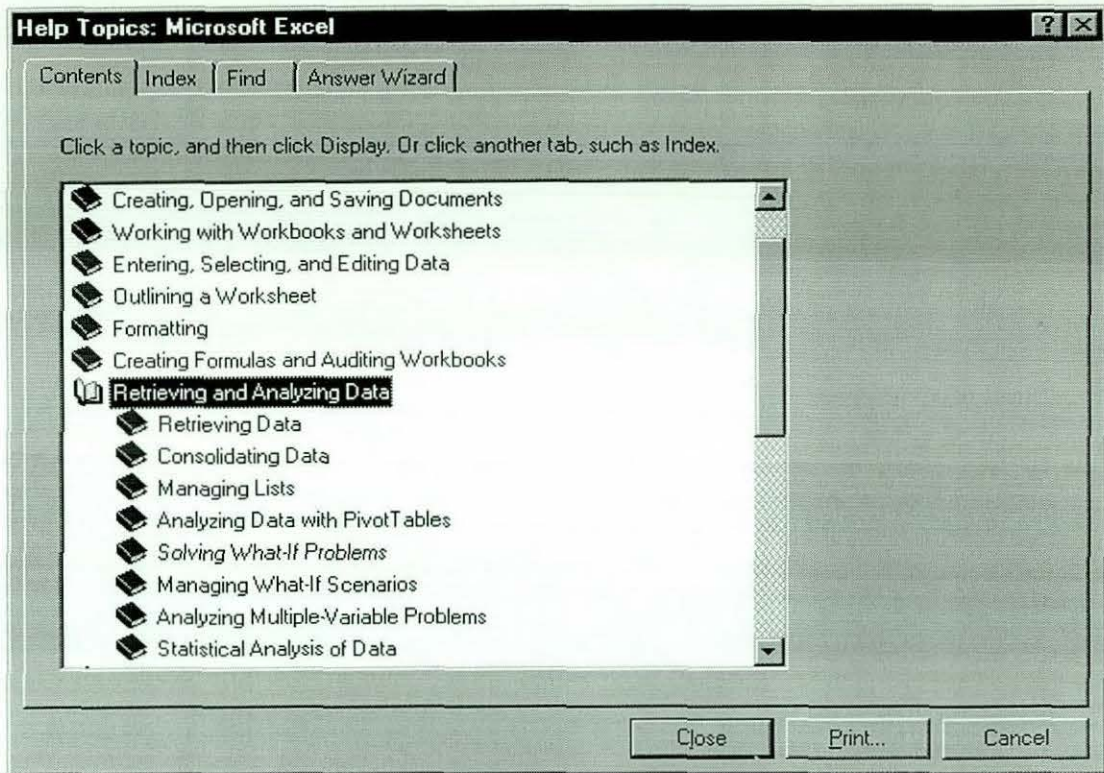 Help Topics: Microsoft Excel
Contents Index Find Answer Wizard
Click a topic, and then click Display. Or click another tab, such as Index.
Creating, Opening, and Saving Documents
Working with Workbooks and Worksheets
Entering, Selecting, and Editing Data
Outlining a Worksheet
Formatting
Creating Formulas and Auditing Workbooks
Retrieving and Analyzing Data
Retrieving Data
Consolidating Data
Managing Lists
Analyzing Data with PivotTables
Solving What-If Problems
Managing What-If Scenarios
Analyzing Multiple-Variable Problems
Statistical Analysis of Data
Close Print... Cancel